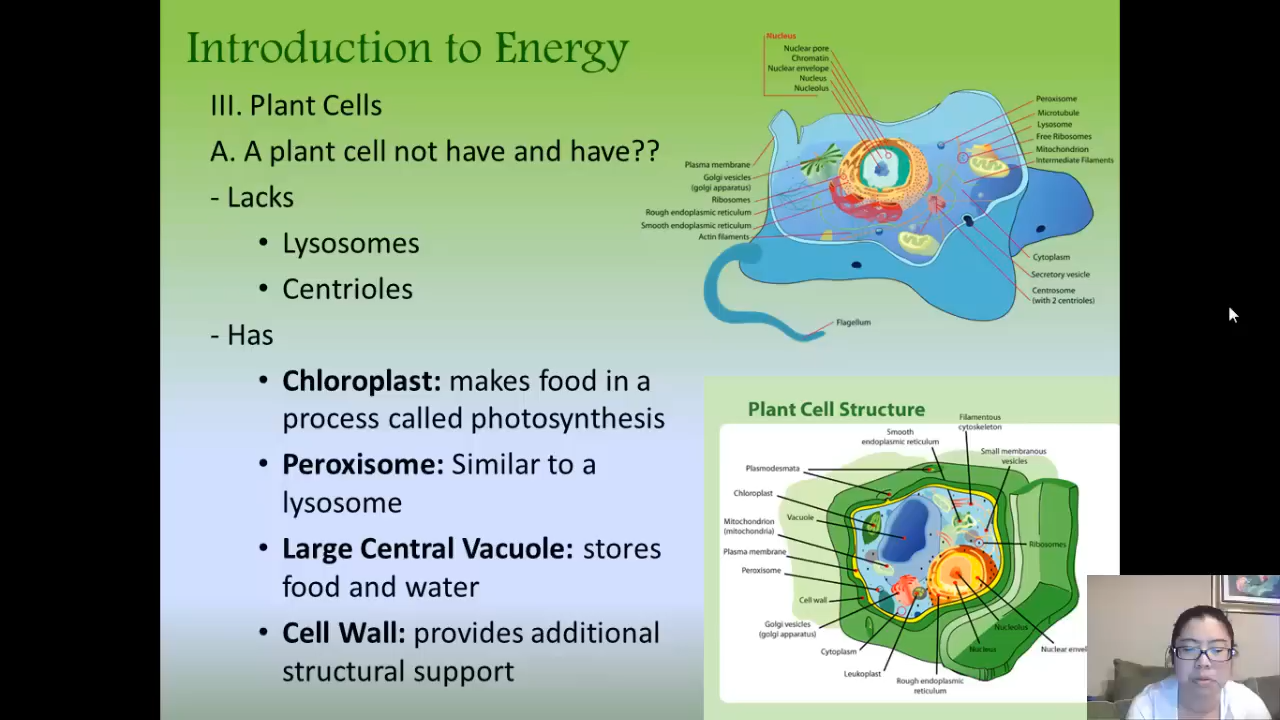 Introduction to Energy
III. Plant Cells
A. A plant cell not have and have??
- Lacks
• Lysosomes
• Centrioles
- Has
• Chloroplast: makes food in a
process called photosynthesis
• Peroxisome: Similar to a
lysosome
• Large Central Vacuole: stores
food and water
• Cell Wall: provides additional
structural support
Nucleus
Nuclear pore
Chromatin
Nuclear envelope
Nucleus
Nucleolus
Plasma membrane
Golgi vesicles
(golgi apparatus)
Ribosomes
Rough endoplasmic reticulum
Smooth endoplasmic reticulum
Actin filaments
Peroxisome
Microtubule
Lysosome
Free Ribosomes
Mitochondrion
Intermediate Filaments
Cytoplasm
Secretory vesicle
Centrosome
(with 2 centrioles)
Flagellum
Plant Cell Structure
Filamentous
cytoskeleton
Smooth
endoplasmic reticulum
Small membranous
vesicles
Plasmodesmata
Chloroplast
Vacuole
Mitochondrion
(mitochondria)
Plasma membrane
Peroxisome
Cell wall
Golgi vesicles
(golgi apparatus)
Cytoplasm
Leukoplast
Rough endoplasmic
reticulum
Ribosomes
Nucleolus
Nucleus
Nuclear envel